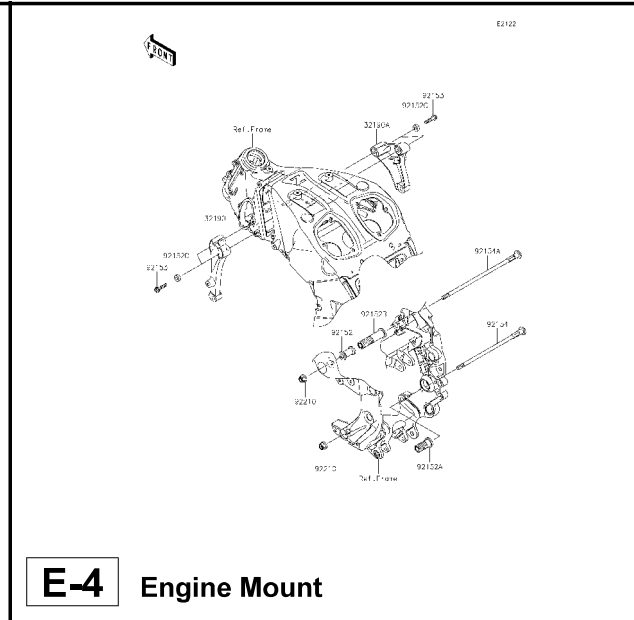 E2122
FRONT
92153
92152C
32190A
Ref.Frame
32190
92152C
92153
92154A
92152B
92152
92154
92210
92210
92152A
Ref.Frame
E-4 Engine Mount